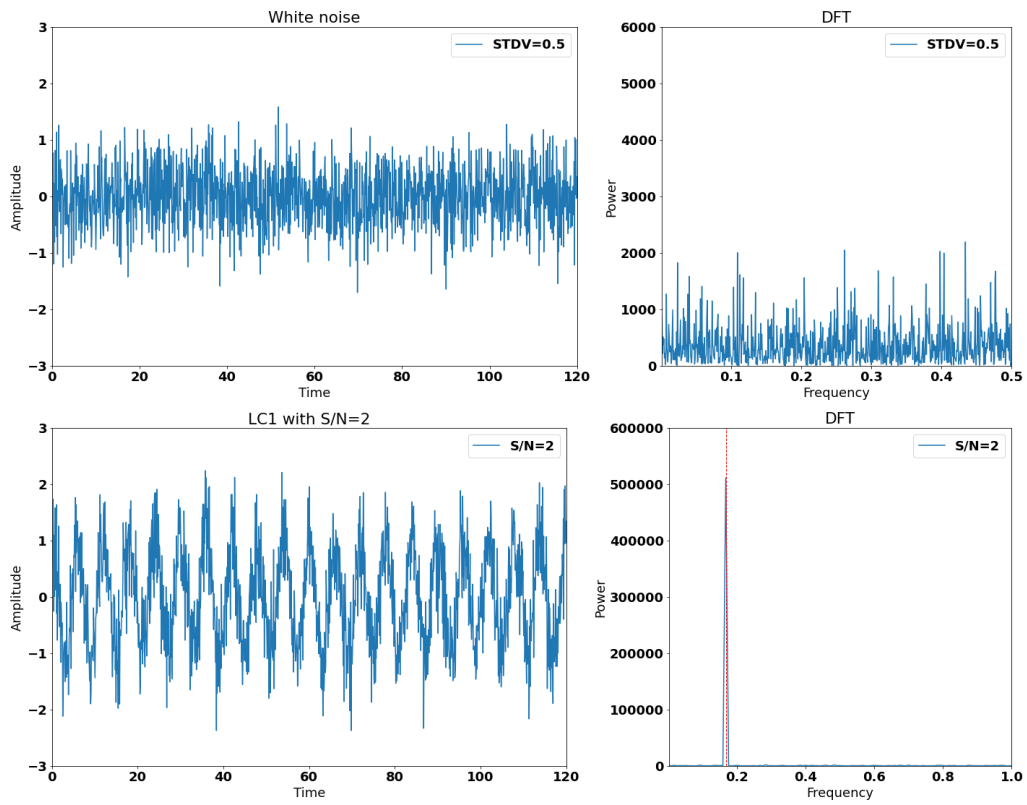 White noise
STDV=0.5
Amplitude
3
2
1
0
−1
−2
−3
0 20 40 60 80 100 120
Time
DFT
STDV=0.5
Power
6000
5000
4000
3000
2000
1000
0
0.1 0.2 0.3 0.4 0.5
Frequency
LC1 with S/N=2
S/N=2
Amplitude
3
2
1
0
−1
−2
−3
0 20 40 60 80 100 120
Time
DFT
S/N=2
Power
600000
500000
400000
300000
200000
100000
0
0.2 0.4 0.6 0.8 1.0
Frequency